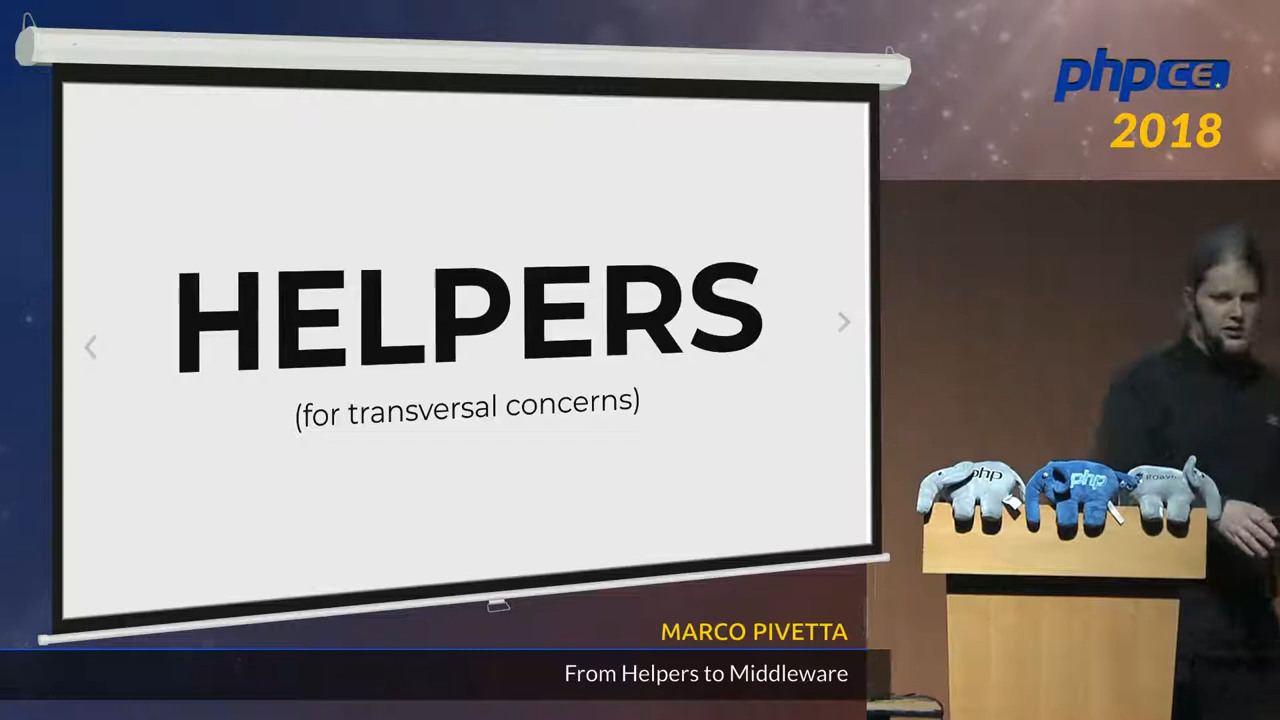 phpce.
2018
HELPERS
(for transversal concerns)
php
php
MARCO PIVETTA
From Helpers to Middleware